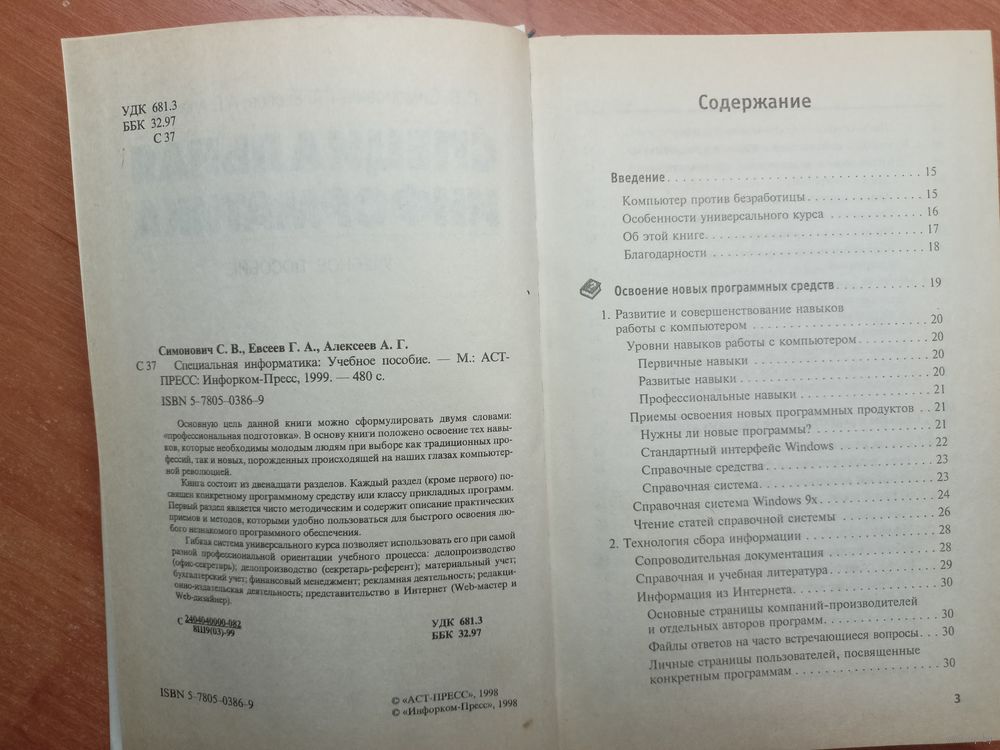 УДК 681.3
ББК 32.97
С 37
Симонович С. В., Евсеев Г. А., Алексеев А. Г.
С 37 Специальная информатика: Учебное пособие. — М.: АСТ-
ПРЕСС: Инфорком-Пресс, 1999. — 480 с.
ISBN 5-7805-0386-9
Основную цель данной книги можно сформулировать двумя словами:
«профессиональная подготовка». В основу книги положено освоение тех навы-
ков, которые необходимы молодым людям при выборе как традиционных про-
фессий, так и новых, порожденных происходящей на наших глазах компьютер-
ной революцией.
Книга состоит из двенадцати разделов. Каждый раздел (кроме первого) по-
священ конкретному программному средству или классу прикладных программ.
Первый раздел является чисто методическим и содержит описание практических
приемов и методов, которыми удобно пользоваться для быстрого освоения лю-
бого незнакомого программного обеспечения.
Гибкая система универсального курса позволяет использовать его при самой
разной профессиональной ориентации учебного процесса: делопроизводство
(офис-секретарь); делопроизводство (секретарь-референт); материальный учет;
бухгалтерский учет; финансовый менеджмент; рекламная деятельность; редакци-
онно-издательская деятельность; представительство в Интернет (Web-мастер и
Web-дизайнер).
С 2404040000-082
8Ш9(03)-99
УДК 681.3
ББК 32.97
ISBN 5-7805-0386-9
© «АСТ-ПРЕСС», 1998
© «Инфорком-Пресс», 1998
Содержание
Введение . . . 15
Компьютер против безработицы . . . 15
Особенности универсального курса . . . 16
Об этой книге. . . . 17
Благодарности . . . 18
Освоение новых программных средств . . . 19
1. Развитие и совершенствование навыков
работы с компьютером . . . 20
Уровни навыков работы с компьютером . . . 20
Первичные навыки . . . 20
Развитые навыки . . . 20
Профессиональные навыки . . . 21
Приемы освоения новых программных продуктов . . 21
Нужны ли новые программы? . . . 21
Стандартный интерфейс Windows . . . 22
Справочные средства . . . 23
Справочная система . . . 23
Справочная система Windows 9x . . . 24
Чтение статей справочной системы . . . 26
2. Технология сбора информации . . . 28
Сопроводительная документация . . . 28
Справочная и учебная литература . . . 29
Информация из Интернета . . . 30
Основные страницы компаний-производителей
и отдельных авторов программ. . . . 30
Файлы ответов на часто встречающиеся вопросы. . . 30
Личные страницы пользователей, посвященные
конкретным программам . . . 30
3